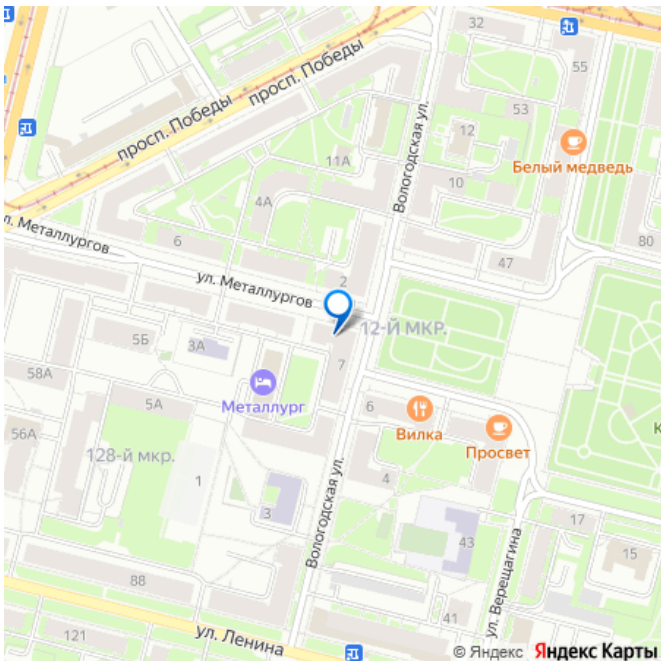 32
55
просп. Победы
53
просп. Победы
Вологодская ул.
12
Белый медведь
11А
10
4А
6
80
ул. Металлургов
47
ул. Металлургов
2
12-Й МКР.
5Б
3А
7
58А
Металлург
5А
6
Вилка
Просвет
56А
128-й мкр.
Вологодская ул.
4
1
3
17
43
15
ул. Верещагина
88
41
121
ул. Ленина
© Яндекс Яндекс Карты